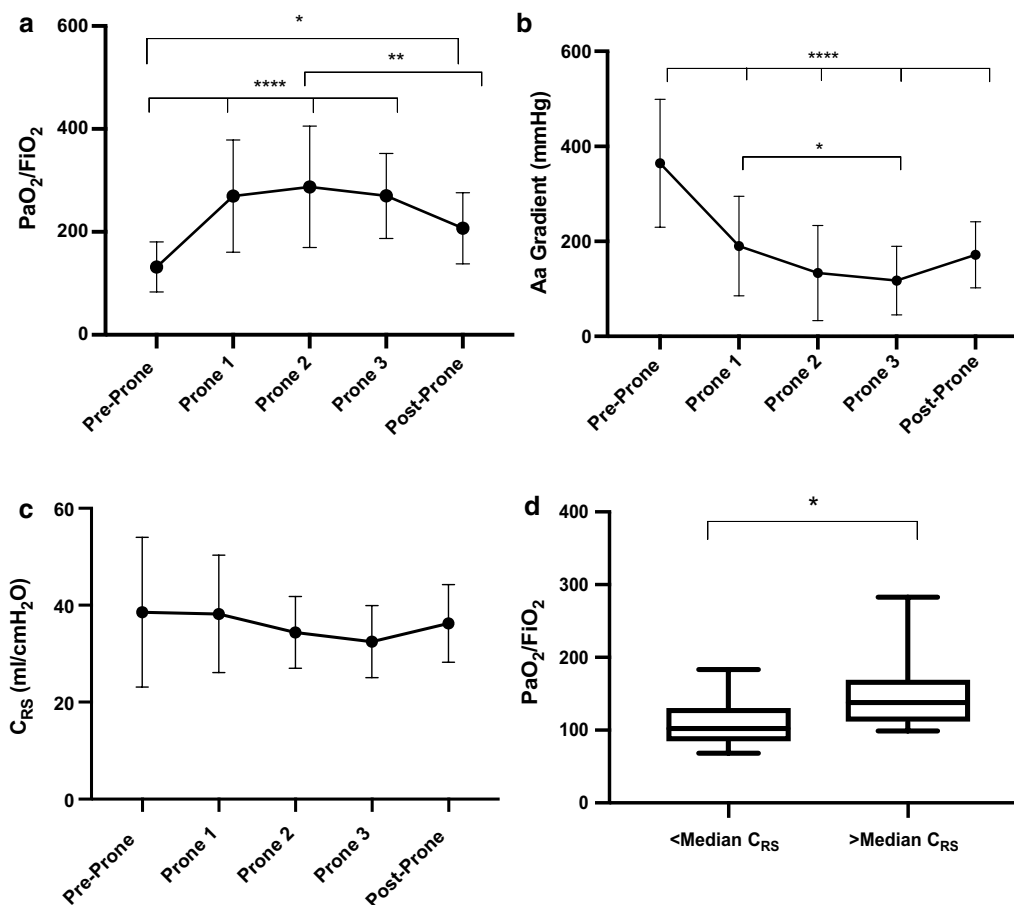 a
600
400
200
0
PaO2/FiO2
*
**
****
Pre-Prone
Prone 1
Prone 2
Prone 3
Post-Prone
b
600
400
200
0
Aa Gradient (mmHg)
****
*
Pre-Prone
Prone 1
Prone 2
Prone 3
Post-Prone
c
60
40
20
0
CRS (ml/cmH2O)
Pre-Prone
Prone 1
Prone 2
Prone 3
Post-Prone
d
400
300
200
100
0
PaO2/FiO2
*
<Median CRS
>Median CRS